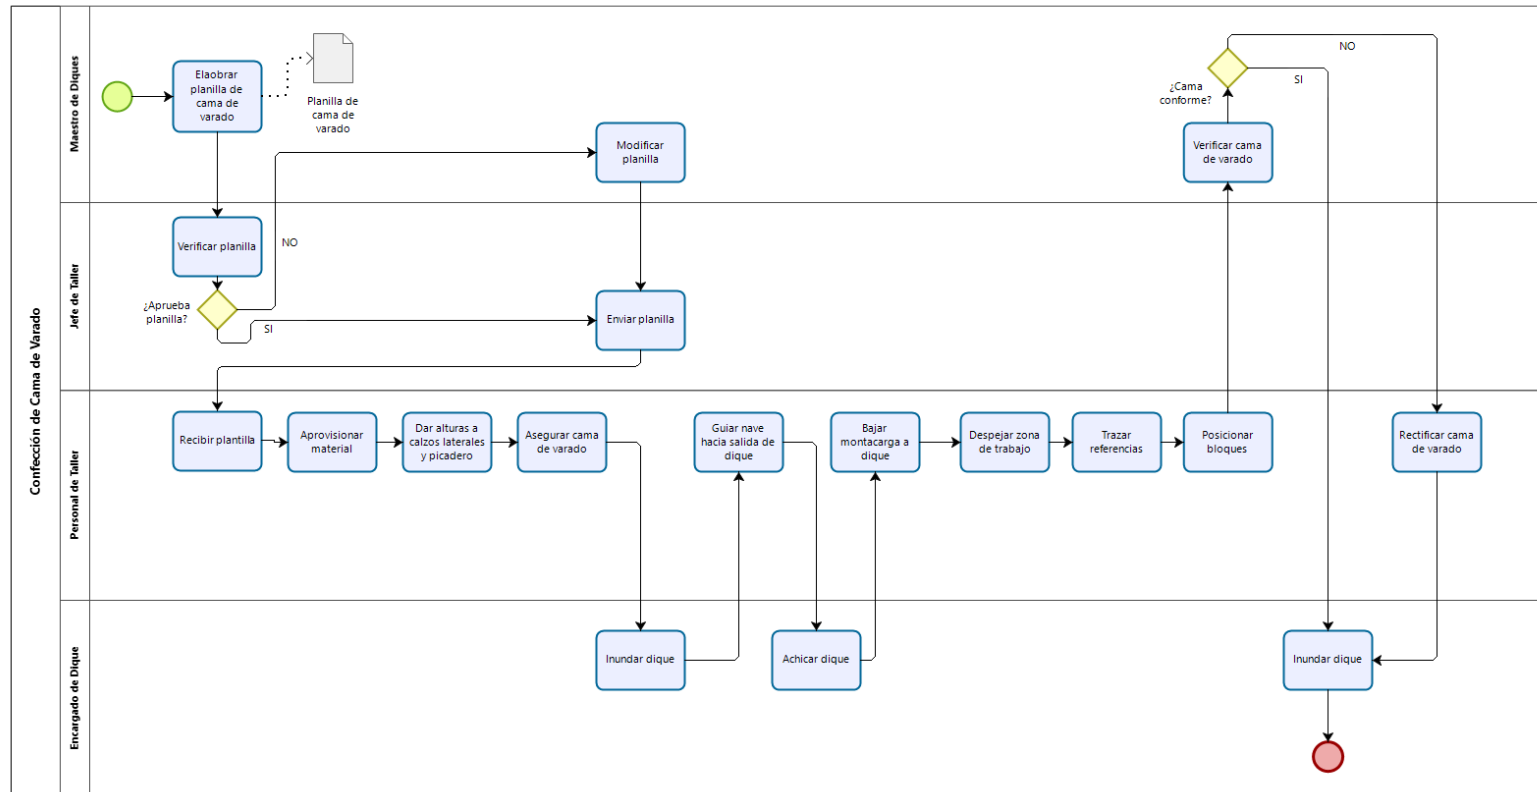 Confección de Cama de Varado
Maestro de Diques
Elaobrar
planilla de
cama de
varado
Planilla de
cama de
varado
Modificar
planilla
Verificar cama
de varado
¿Cama
conforme?
NO
SI
Jefe de Taller
Verificar planilla
NO
¿Aprueba
planilla?
SI
Enviar planilla
Personal de Taller
Recibir plantilla
Aprovisionar
material
Dar alturas a
calzos laterales
y picadero
Asegurar cama
de varado
Guiar nave
hacia salida de
dique
Bajar
montacarga a
dique
Despejar zona
de trabajo
Trazar
referencias
Posicionar
bloques
Rectificar cama
de varado
Encargado de Dique
Inundar dique
Achicar dique
Inundar dique